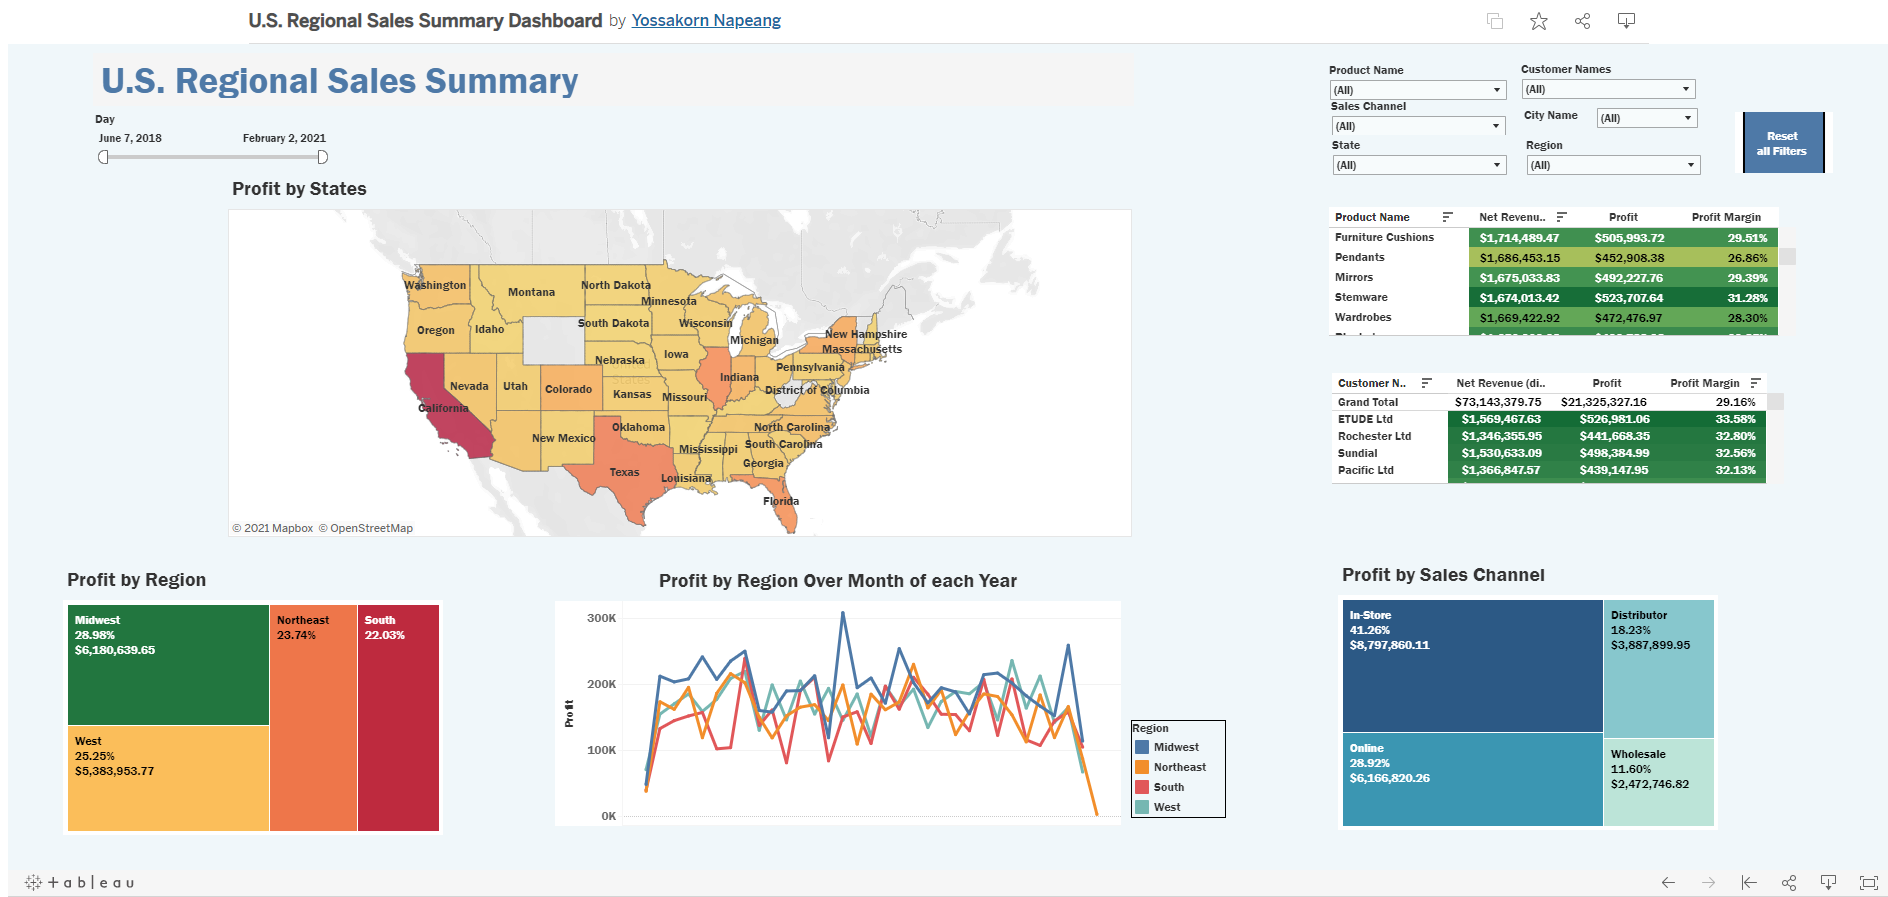 U.S. Regional Sales Summary Dashboard by Yossakorn Napeang
U.S. Regional Sales Summary
Day
June 7, 2018 February 2, 2021
Product Name
(All)
Customer Names
(All)
Sales Channel
(All)
City Name (All)
State
(All)
Region
(All)
Reset
all Filters
Profit by States
Washington
Montana
North Dakota
Minnesota
Oregon
Idaho
South Dakota
Wisconsin
Michigan
New Hampshire
Massachusetts
Nebraska
Iowa
United
States
Pennsylvania
Nevada
Utah
Colorado
Kansas
Missouri
Indiana
District of Columbia
California
New Mexico
Oklahoma
North Carolina
Mississippi
South Carolina
Georgia
Texas
Louisiana
Florida
© 2021 Mapbox © OpenStreetMap
Product Name Net Revenu.. Profit Profit Margin
Furniture Cushions $1,714,489.47 $505,993.72 29.51%
Pendants $1,686,453.15 $452,908.38 26.86%
Mirrors $1,675,033.83 $492,227.76 29.39%
Stemware $1,674,013.42 $523,707.64 31.28%
Wardrobes $1,669,422.92 $472,476.97 28.30%
Customer N.. Net Revenue (di.. Profit Profit Margin
Grand Total $73,143,379.75 $21,325,327.16 29.16%
ETUDE Ltd $1,569,467.63 $526,981.06 33.58%
Rochester Ltd $1,346,355.95 $441,668.35 32.80%
Sundial $1,530,633.09 $498,384.99 32.56%
Pacific Ltd $1,366,847.57 $439,147.95 32.13%
Profit by Region
Midwest
28.98%
$6,180,639.65
Northeast
23.74%
South
22.03%
West
25.25%
$5,383,953.77
Profit by Region Over Month of each Year
Profit
300K
200K
100K
0K
Region
Midwest
Northeast
South
West
Profit by Sales Channel
In-Store
41.26%
$8,797,860.11
Distributor
18.23%
$3,887,899.95
Online
28.92%
$6,166,820.26
Wholesale
11.60%
$2,472,746.82
+ a b l e a u